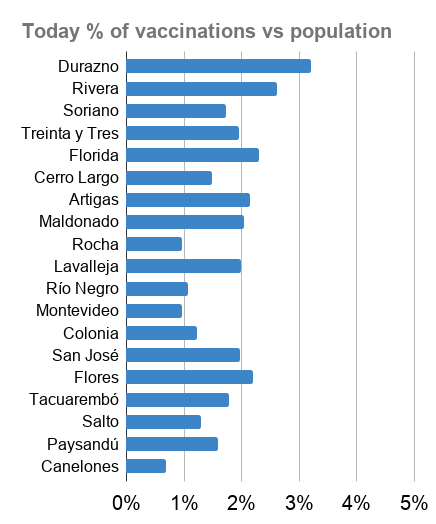 Today % of vaccinations vs population
Durazno
Rivera
Soriano
Treinta y Tres
Florida
Cerro Largo
Artigas
Maldonado
Rocha
Lavalleja
Río Negro
Montevideo
Colonia
San José
Flores
Tacuarembó
Salto
Paysandú
Canelones
0% 1% 2% 3% 4% 5%